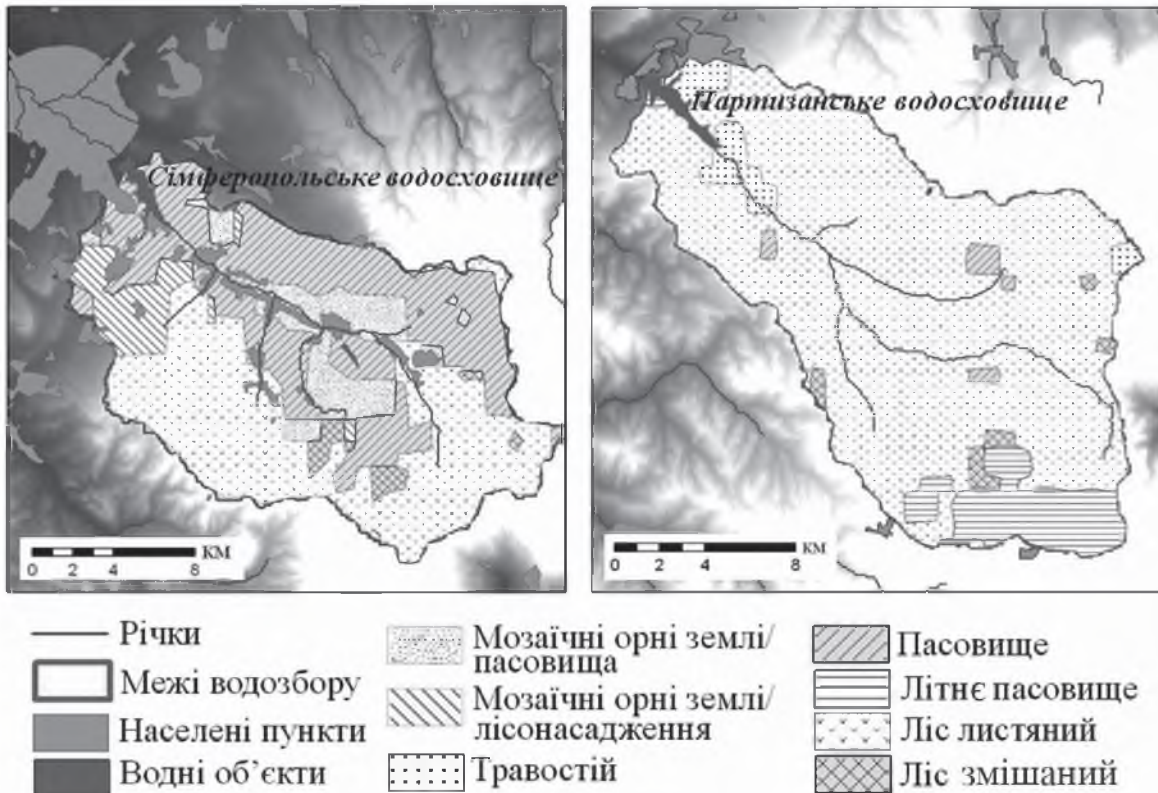 Сімферопольське водосховище
Партизанське водосховище
км
0 2 4 8
км
0 2 4 8
Річки
Межі водозбору
Населені пункти
Водні об’єкти
Мозаїчні орні землі/
пасовища
Мозаїчні орні землі/
лісонасадження
Травостій
Пасовище
Літнє пасовище
Ліс листяний
Ліс змішаний